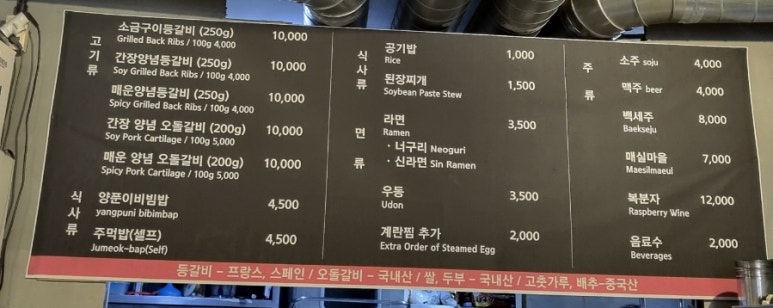 고기류
소금구이등갈비 (250g) 10,000
Grilled Back Ribs / 100g 4,000
간장양념등갈비 (250g) 10,000
Soy Grilled Back Ribs / 100g 4,000
매운양념등갈비 (250g) 10,000
Spicy Grilled Back Ribs / 100g 4,000
간장 양념 오돌갈비 (200g) 10,000
Soy Pork Cartilage / 100g 5,000
매운 양념 오돌갈비 (200g) 10,000
Spicy Pork Cartilage / 100g 5,000
식사류
양푼이비빔밥 4,500
yangpuni bibimbap
주먹밥(셀프) 4,500
Jumeok-bap(Self)
식사류
공기밥 1,000
Rice
된장찌개 1,500
Soybean Paste Stew
면류
라면 3,500
Ramen
· 너구리 Neoguri
· 신라면 Sin Ramen
우동 3,500
Udon
계란찜 추가 2,000
Extra Order of Steamed Egg
주류
소주 soju 4,000
맥주 beer 4,000
백세주 8,000
Baekseju
매실마을 7,000
Maesilmaeul
복분자 12,000
Raspberry Wine
음료수 2,000
Beverages
등갈비 - 프랑스, 스페인 / 오돌갈비 - 국내산 / 쌀, 두부 - 국내산 / 고춧가루, 배추-중국산